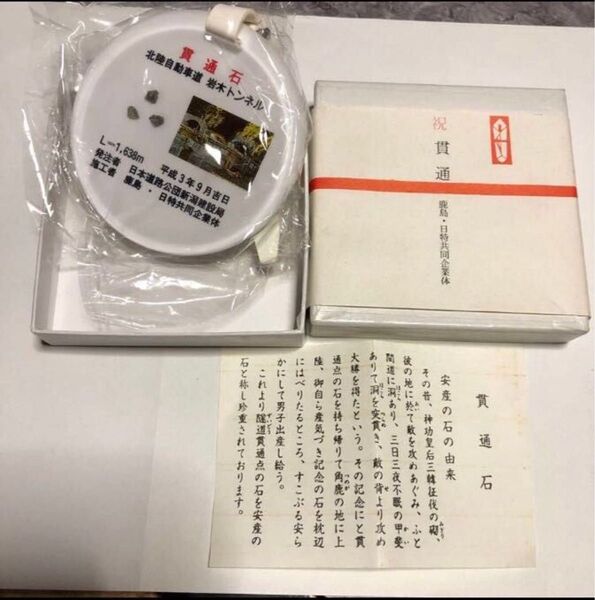 貫通石
北陸自動車道 岩木トンネル
L=1,638m
平成3年9月吉日
発注者 日本道路公団新潟建設局
施工者 鹿島・日特共同企業体
祝 貫通
鹿島・日特共同企業体
貫通石
安産の石の由来
その昔、神功皇后三韓征伐の砌、
彼の地に於て敵を攻めあぐみ、ふと
間道に洞あり、三日三夜不眠の甲斐
ありて洞を突貫き、敵の背より攻め
大勝を得たという。その記念にと貫
通点の石を持ち帰りて角鹿の地に上
陸、御自ら産気づき記念の石を枕辺
にはべりたるところ、すこぶる安ら
かにして男子出産し給う。
これより隧道貫通点の石を安産の
石と称し珍重されております。